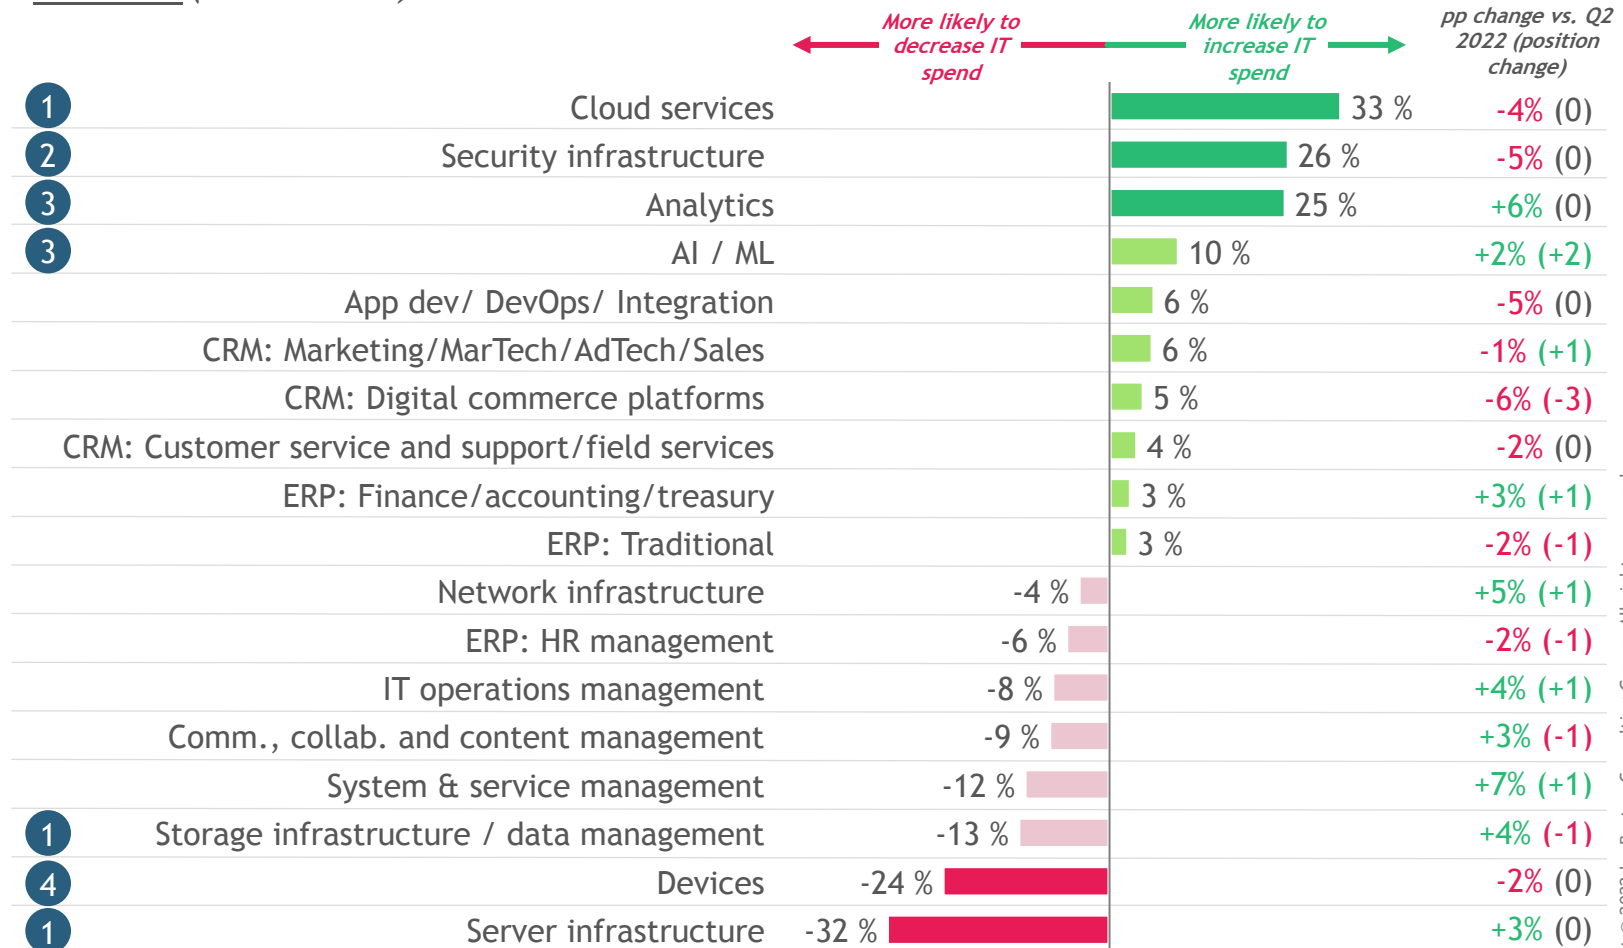 More likely to
decrease IT
spend
More likely to
increase IT
spend
pp change vs. Q2
2022 (position
change)
1 Cloud services 33 % -4% (0)
2 Security infrastructure 26 % -5% (0)
3 Analytics 25 % +6% (0)
3 AI / ML 10 % +2% (+2)
App dev/ DevOps/ Integration 6 % -5% (0)
CRM: Marketing/MarTech/AdTech/Sales 6 % -1% (+1)
CRM: Digital commerce platforms 5 % -6% (-3)
CRM: Customer service and support/field services 4 % -2% (0)
ERP: Finance/accounting/treasury 3 % +3% (+1)
ERP: Traditional 3 % -2% (-1)
Network infrastructure -4 % +5% (+1)
ERP: HR management -6 % -2% (-1)
IT operations management -8 % +4% (+1)
Comm., collab. and content management -9 % +3% (-1)
System & service management -12 % +7% (+1)
1 Storage infrastructure / data management -13 % +4% (-1)
4 Devices -24 % -2% (0)
1 Server infrastructure -32 % +3% (0)